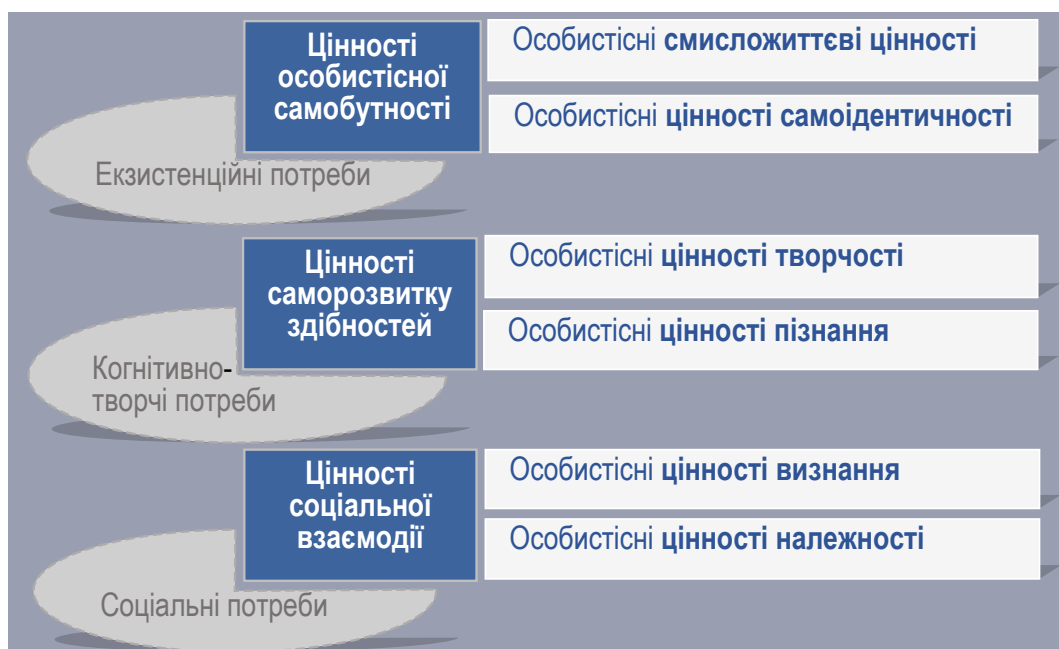 Цінності
особистісної
самобутності
Особистісні смисложиттєві цінності
Особистісні цінності самоідентичності
Екзистенційні потреби
Цінності
саморозвитку
здібностей
Особистісні цінності творчості
Особистісні цінності пізнання
Когнітивно-
творчі потреби
Цінності
соціальної
взаємодії
Особистісні цінності визнання
Особистісні цінності належності
Соціальні потреби